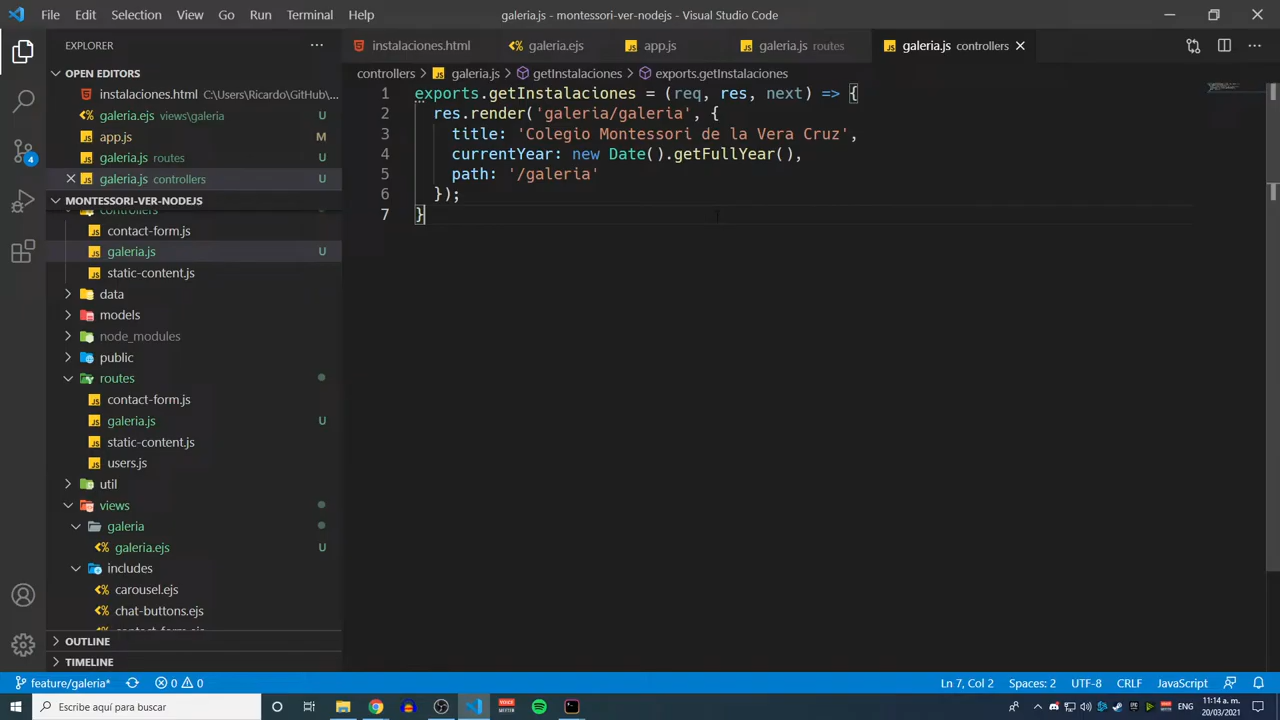 File Edit Selection View Go Run Terminal Help
galeria.js - montessori-ver-nodejs - Visual Studio Code
EXPLORER
OPEN EDITORS
instalaciones.html C:\Users\Ricardo\GitHub\...
galeria.ejs views\galeria
app.js M
galeria.js routes U
galeria.js controllers U
MONTESSORI-VER-NODEJS
controllers
contact-form.js
galeria.js U
static-content.js
data
models
node_modules
public
routes
contact-form.js
galeria.js U
static-content.js
users.js
util
views
galeria
galeria.ejs U
includes
carousel.ejs
chat-buttons.ejs
contact-form.ejs
OUTLINE
TIMELINE
instalaciones.html galeria.ejs app.js galeria.js routes galeria.js controllers
controllers > galeria.js > getInstalaciones > exports.getInstalaciones
1 exports.getInstalaciones = (req, res, next) => {
2 res.render('galeria/galeria', {
3 title: 'Colegio Montessori de la Vera Cruz',
4 currentYear: new Date().getFullYear(),
5 path: '/galeria'
6 });
7 }
4
feature/galeria* 0 0
Ln 7, Col 2 Spaces: 2 UTF-8 CRLF JavaScript
Escribe aquí para buscar
ENG
11:14 a. m.
20/03/2021